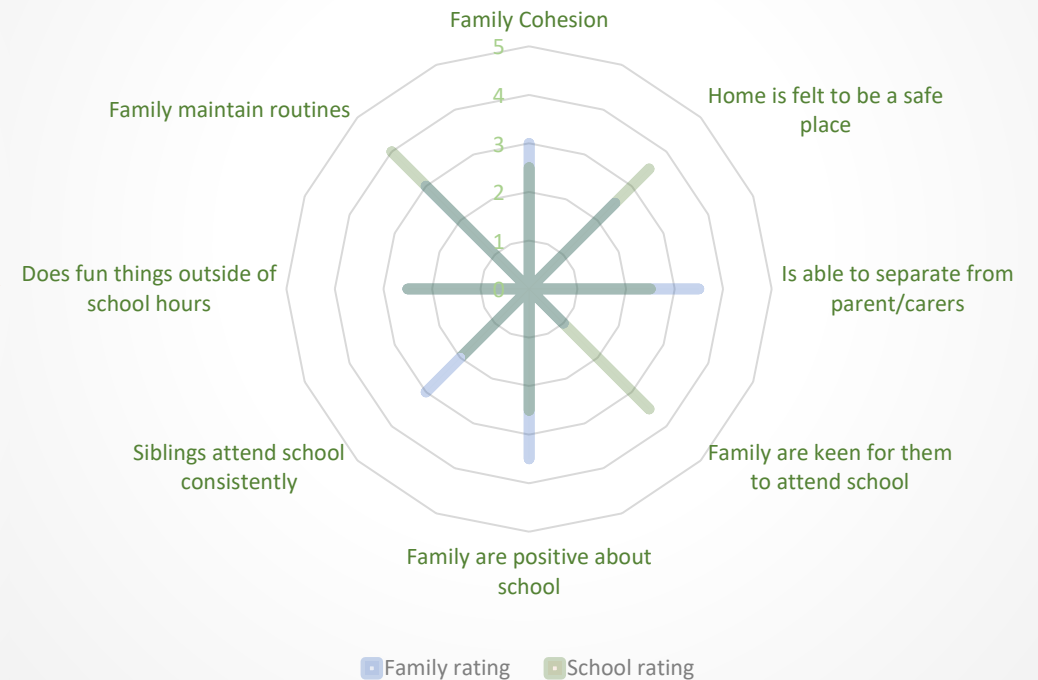 Family Cohesion
5
4
3
2
1
0
Home is felt to be a safe
place
Is able to separate from
parent/carers
Family are keen for them
to attend school
Family are positive about
school
Siblings attend school
consistently
Does fun things outside of
school hours
Family maintain routines
Family rating
School rating